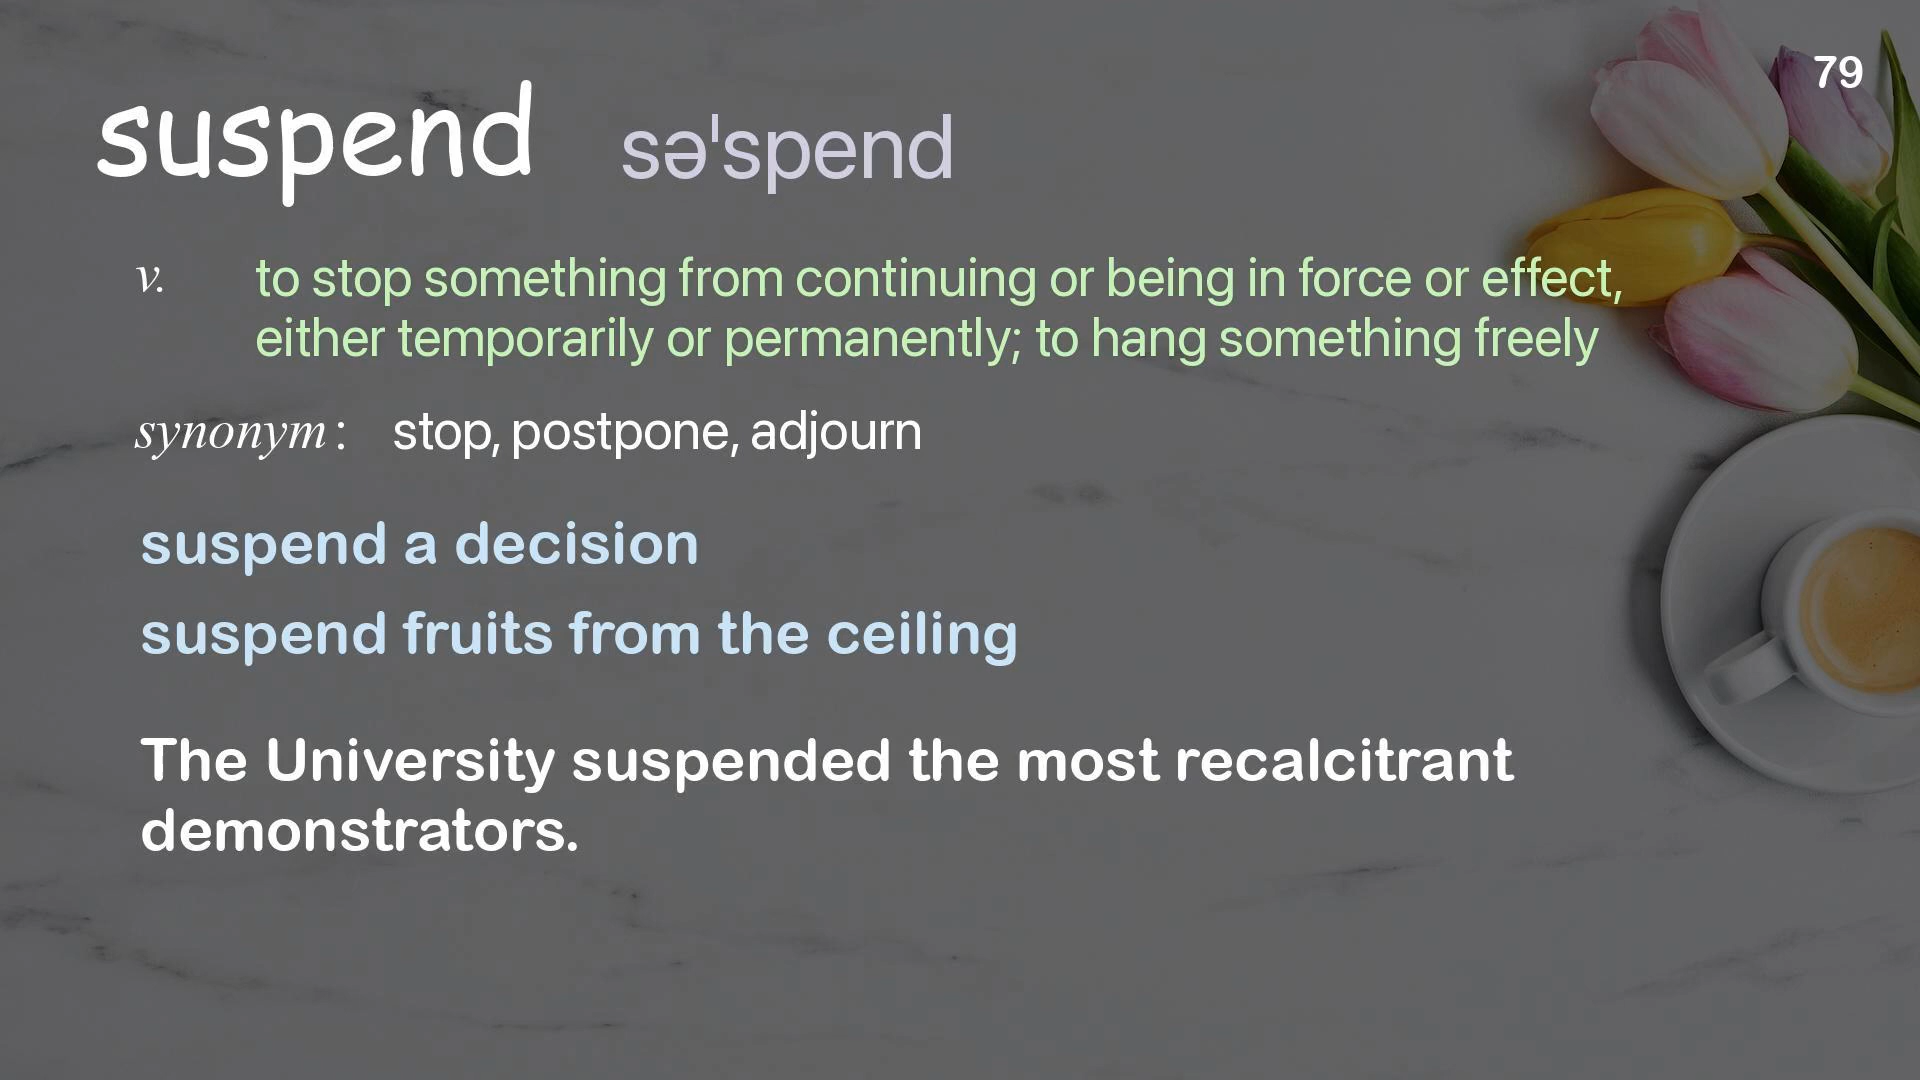 79
suspend səˈspend
v. to stop something from continuing or being in force or effect,
either temporarily or permanently; to hang something freely
synonym : stop, postpone, adjourn
suspend a decision
suspend fruits from the ceiling
The University suspended the most recalcitrant
demonstrators.